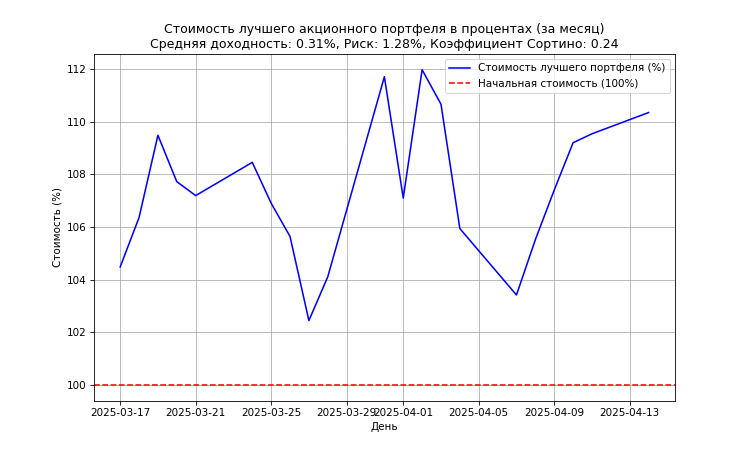 Стоимость лучшего акционного портфеля в процентах (за месяц)
Средняя доходность: 0.31%, Риск: 1.28%, Коэффициент Сортино: 0.24
Стоимость лучшего портфеля (%)
Начальная стоимость (100%)
Стоимость (%)
112
110
108
106
104
102
100
2025-03-17 2025-03-21 2025-03-25 2025-03-29 2025-04-01 2025-04-05 2025-04-09 2025-04-13
День